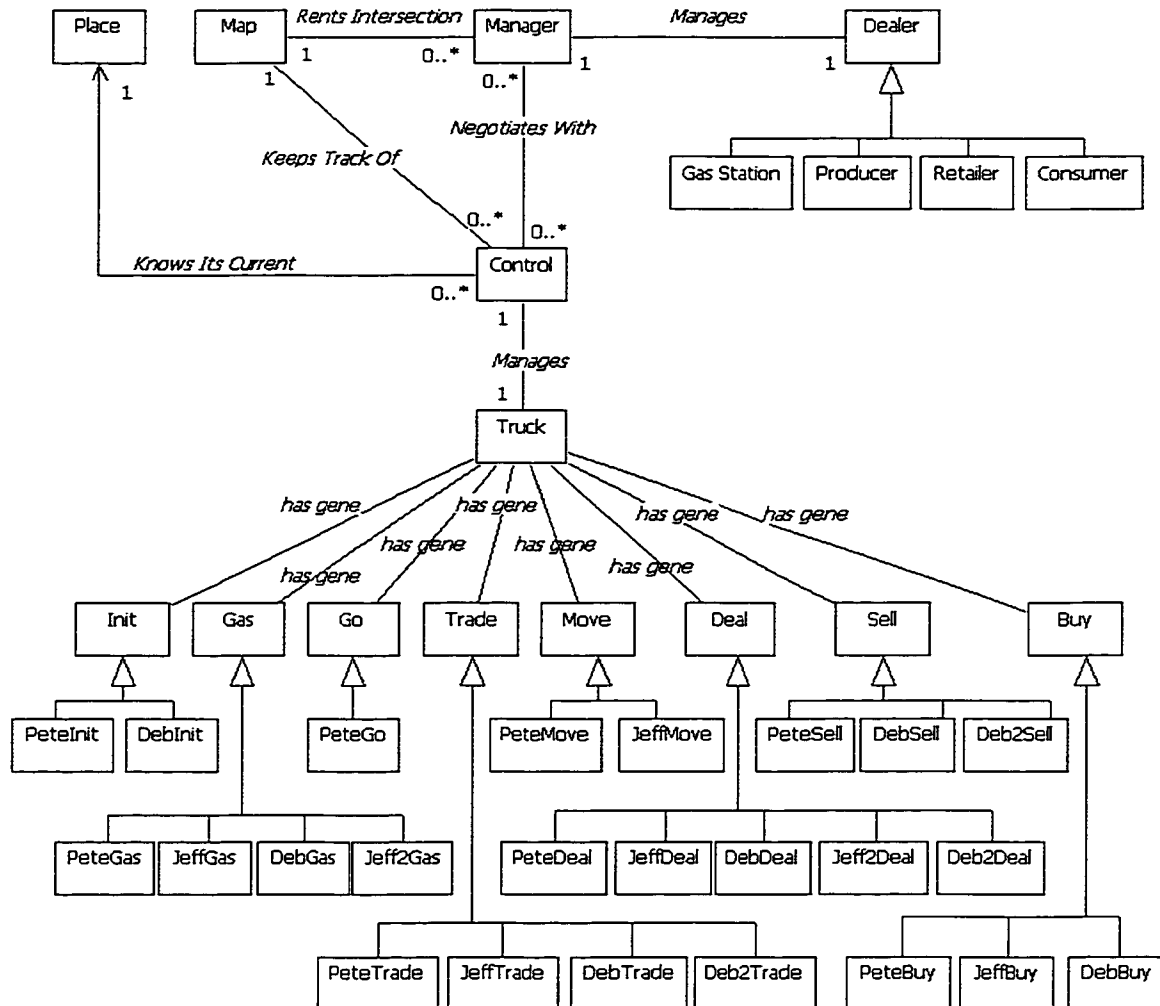 Place
Map
Rents Intersection
Manager
Manages
Dealer
1
1
1
0..*
0..*
1
1
Negotiates With
Keeps Track Of
Gas Station
Producer
Retailer
Consumer
0..*
0..*
Knows Its Current
Control
0..*
1
Manages
1
Truck
has gene
has gene
has gene
has gene
has gene
has gene
has gene
has gene
Init
Gas
Go
Trade
Move
Deal
Sell
Buy
PeteInit
DebInit
PeteGo
PeteMove
JeffMove
PeteSell
DebSell
Deb2Sell
PeteGas
JeffGas
DebGas
Jeff2Gas
PeteDeal
JeffDeal
DebDeal
Jeff2Deal
Deb2Deal
PeteTrade
JeffTrade
DebTrade
Deb2Trade
PeteBuy
JeffBuy
DebBuy